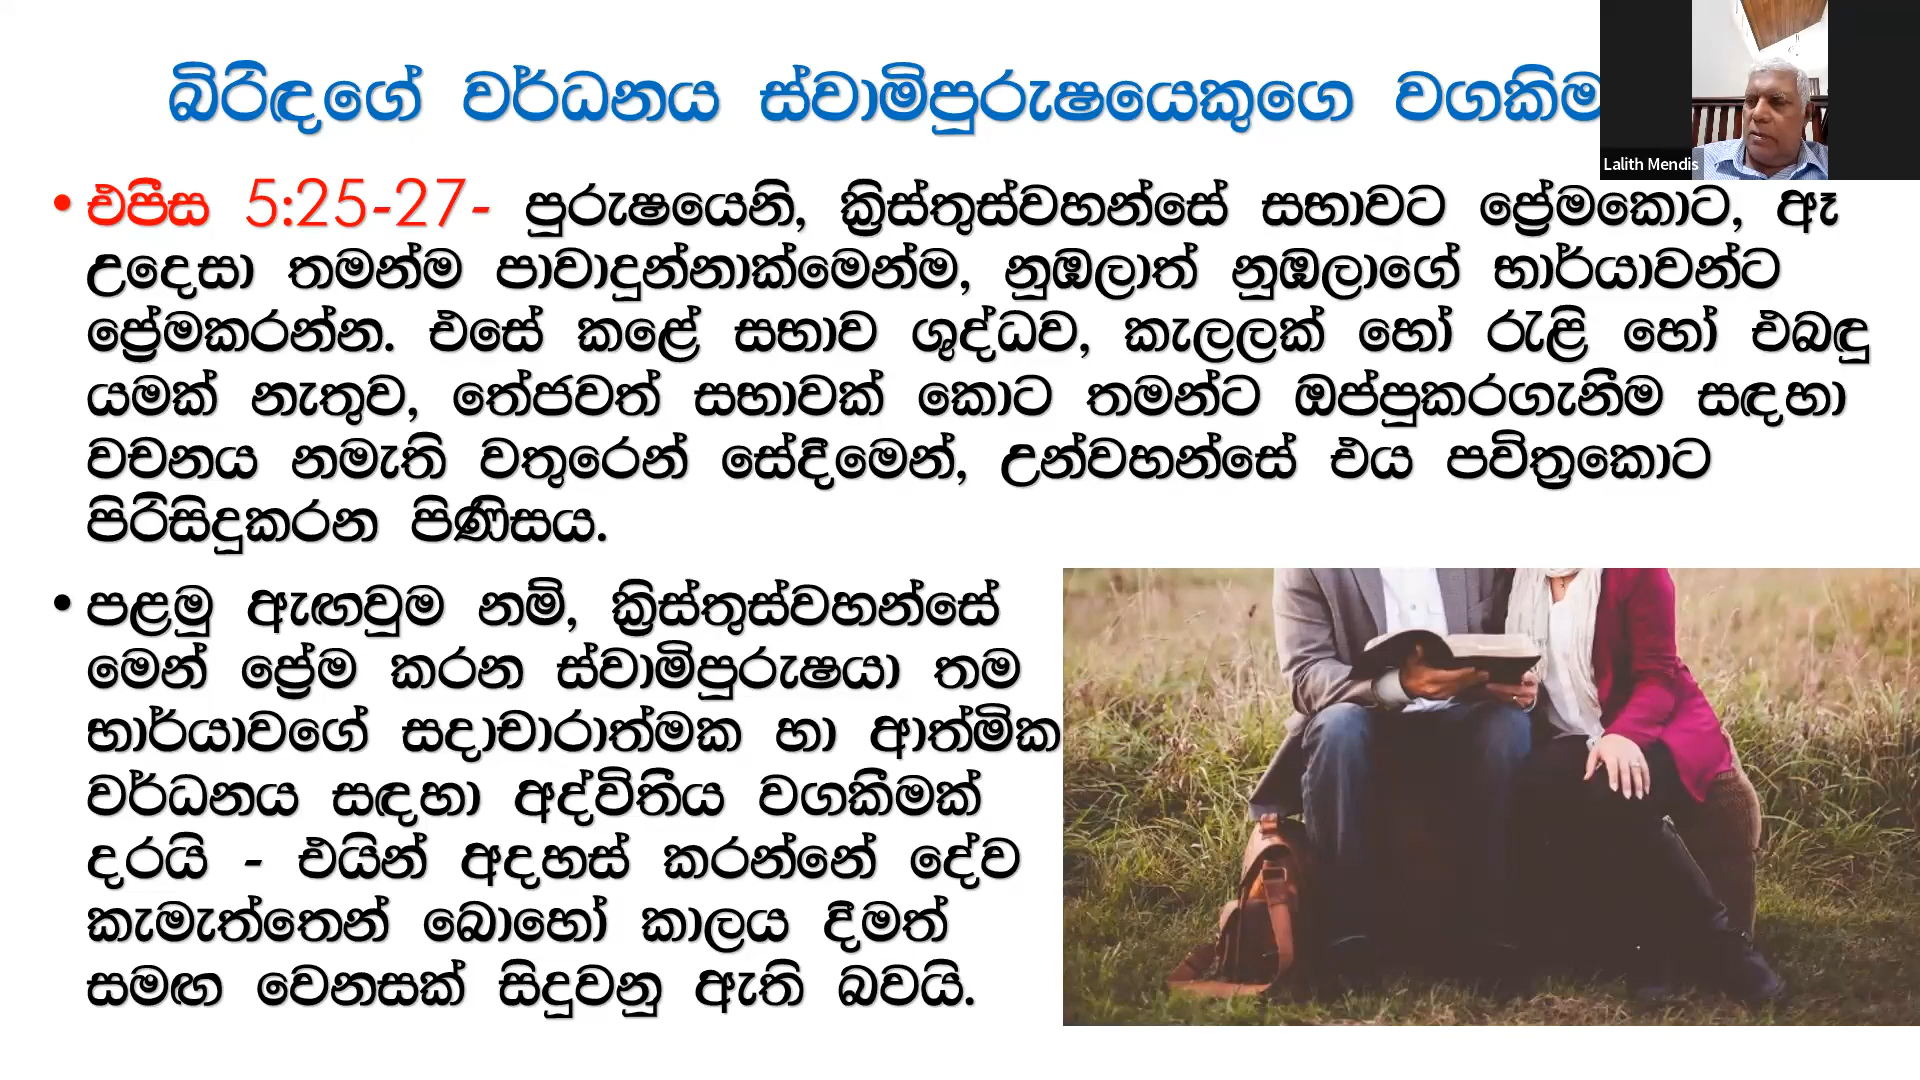 බිරිඳගේ වර්ධනය ස්වාමිපුරුෂයෙකුගෙ වගකිම
Lalith Mendis
• එපීස 5:25-27- පුරුෂයෙනි, ක්‍රිස්තුස්වහන්සේ සභාවට ප්‍රේමකොට, ඈ
උදෙසා තමන්ම පාවාදුන්නාක්මෙන්ම, නුඹලාත් නුඹලාගේ භාර්යාවන්ට
ප්‍රේමකරන්න. එසේ කළේ සභාව ශුද්ධව, කැලලක් හෝ රැළි හෝ එබඳු
යමක් නැතුව, තේජවත් සභාවක් කොට තමන්ට ඔප්පුකරගැනීම සඳහා
වචනය නමැති වතුරෙන් සේදීමෙන්, උන්වහන්සේ එය පවිත්‍රකොට
පිරිසිදුකරන පිණිසය.
• පළමු ඇඟවුම නම්, ක්‍රිස්තුස්වහන්සේ
මෙන් ප්‍රේම කරන ස්වාමිපුරුෂයා තම
භාර්යාවගේ සදාචාරාත්මක හා ආත්මික
වර්ධනය සඳහා අද්විතීය වගකීමක්
දරයි - එයින් අදහස් කරන්නේ දේව
කැමැත්තෙන් බොහෝ කාලය දීමත්
සමඟ වෙනසක් සිදුවනු ඇති බවයි.